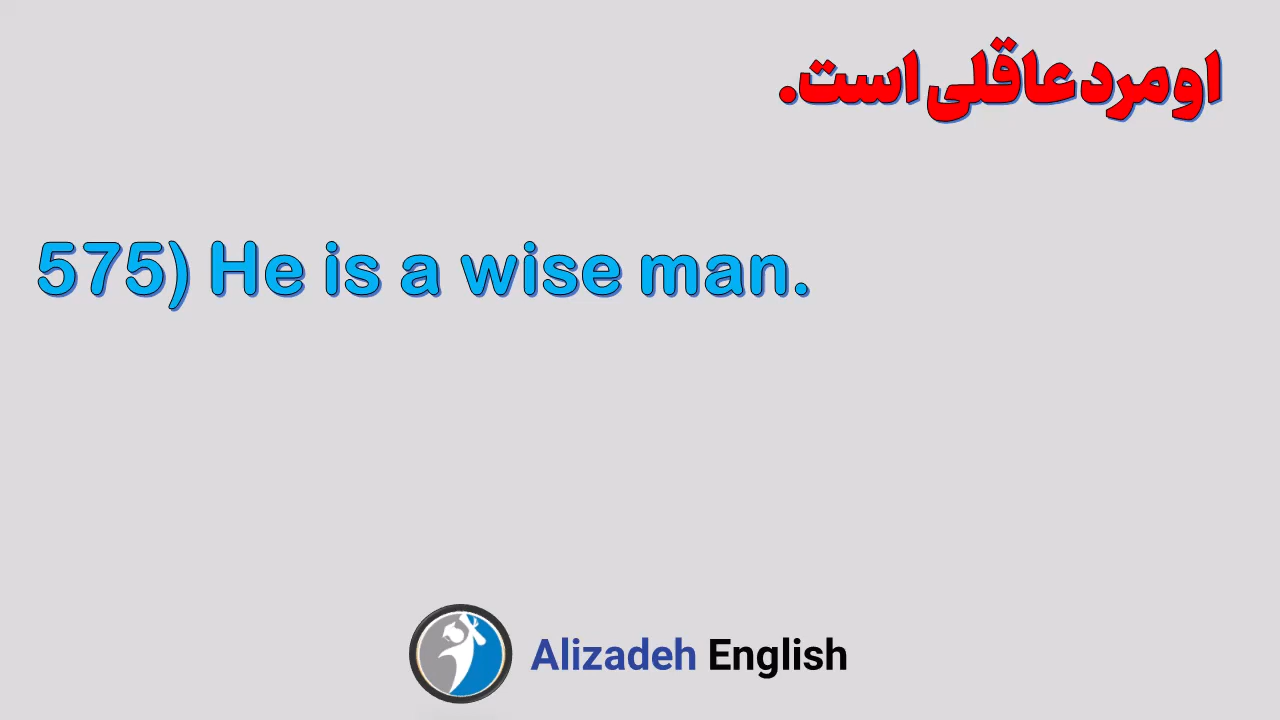 او مرد عاقلی است.
575) He is a wise man.
Alizadeh English